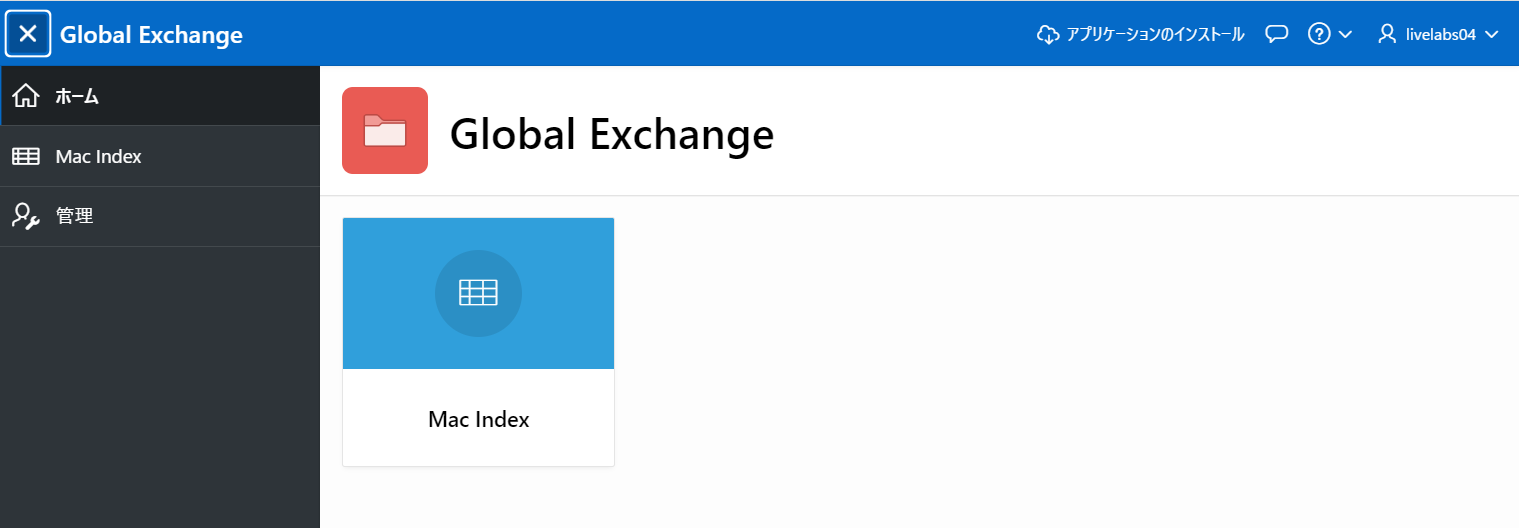 Global Exchange
アプリケーションのインストール
livelabs04
ホーム
Mac Index
管理
Global Exchange
Mac Index